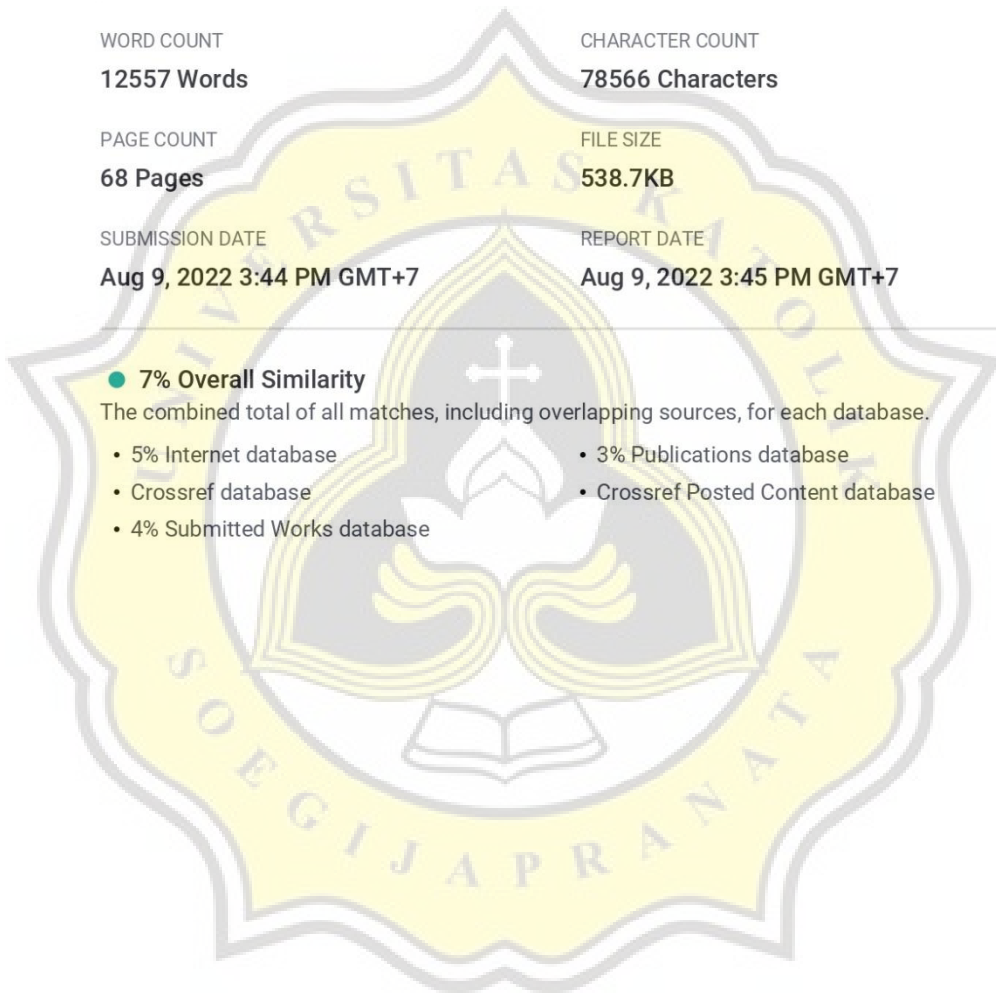 WORD COUNT
12557 Words
CHARACTER COUNT
78566 Characters
PAGE COUNT
68 Pages
FILE SIZE
538.7KB
SUBMISSION DATE
Aug 9, 2022 3:44 PM GMT+7
REPORT DATE
Aug 9, 2022 3:45 PM GMT+7
● 7% Overall Similarity
The combined total of all matches, including overlapping sources, for each database.
• 5% Internet database
• 3% Publications database
• Crossref database
• Crossref Posted Content database
• 4% Submitted Works database
UNIVERSITAS KATOLIK
SOEGIJAPRANATA